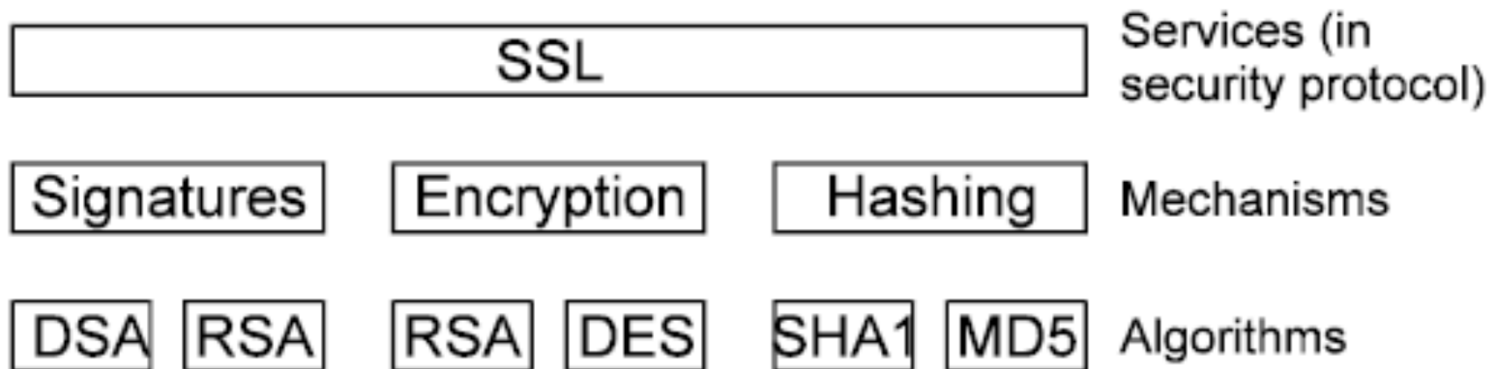 SSL
Services (in
security protocol)
Signatures
Encryption
Hashing
Mechanisms
DSA
RSA
RSA
DES
SHA1
MD5
Algorithms